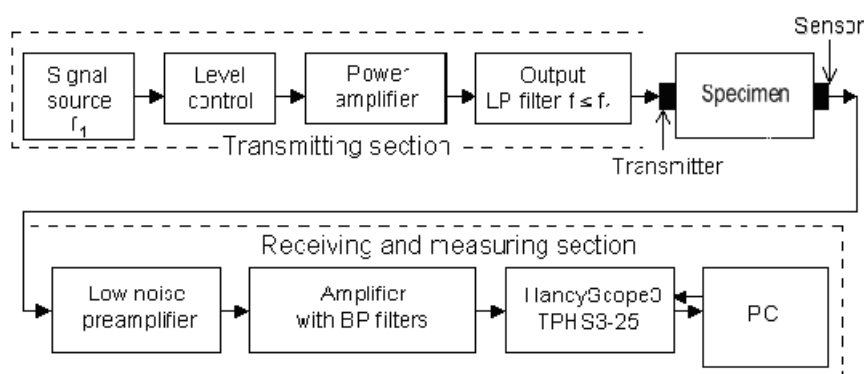 Sensor
Signal
source
f1
Level
control
Power
amplifier
Output
LP filter f ≤
Specimen
Transmitting section
Transmitter
Receiving and measuring section
Low noise
preamplifier
Amplifier
with BP filters
HandyScope3
TPHS3-25
PC